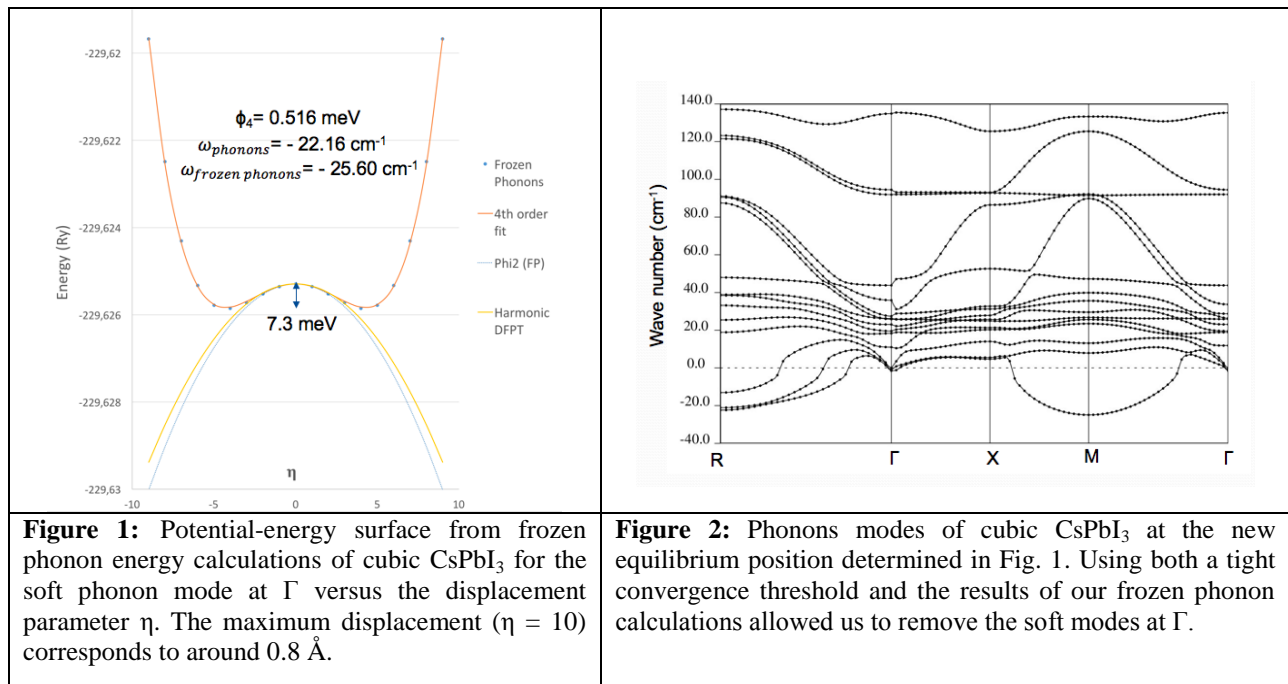 -229,62
-229,622
-229,624
-229,626
-229,628
-229,63
Energy (Ry)
-10
-5
0
5
10
η
ϕ₄= 0.516 meV
ω_phonons= - 22.16 cm⁻¹
ω_frozen phonons= - 25.60 cm⁻¹
7.3 meV
Frozen
Phonons
4th order
fit
Phi2 (FP)
Harmonic
DFPT
140.0
120.0
100.0
80.0
60.0
40.0
20.0
0.0
-20.0
-40.0
Wave number (cm⁻¹)
R
Γ
X
M
Γ
Figure 1: Potential-energy surface from frozen
phonon energy calculations of cubic CsPbI₃ for the
soft phonon mode at Γ versus the displacement
parameter η. The maximum displacement (η = 10)
corresponds to around 0.8 Å.
Figure 2: Phonons modes of cubic CsPbI₃ at the new
equilibrium position determined in Fig. 1. Using both a tight
convergence threshold and the results of our frozen phonon
calculations allowed us to remove the soft modes at Γ.